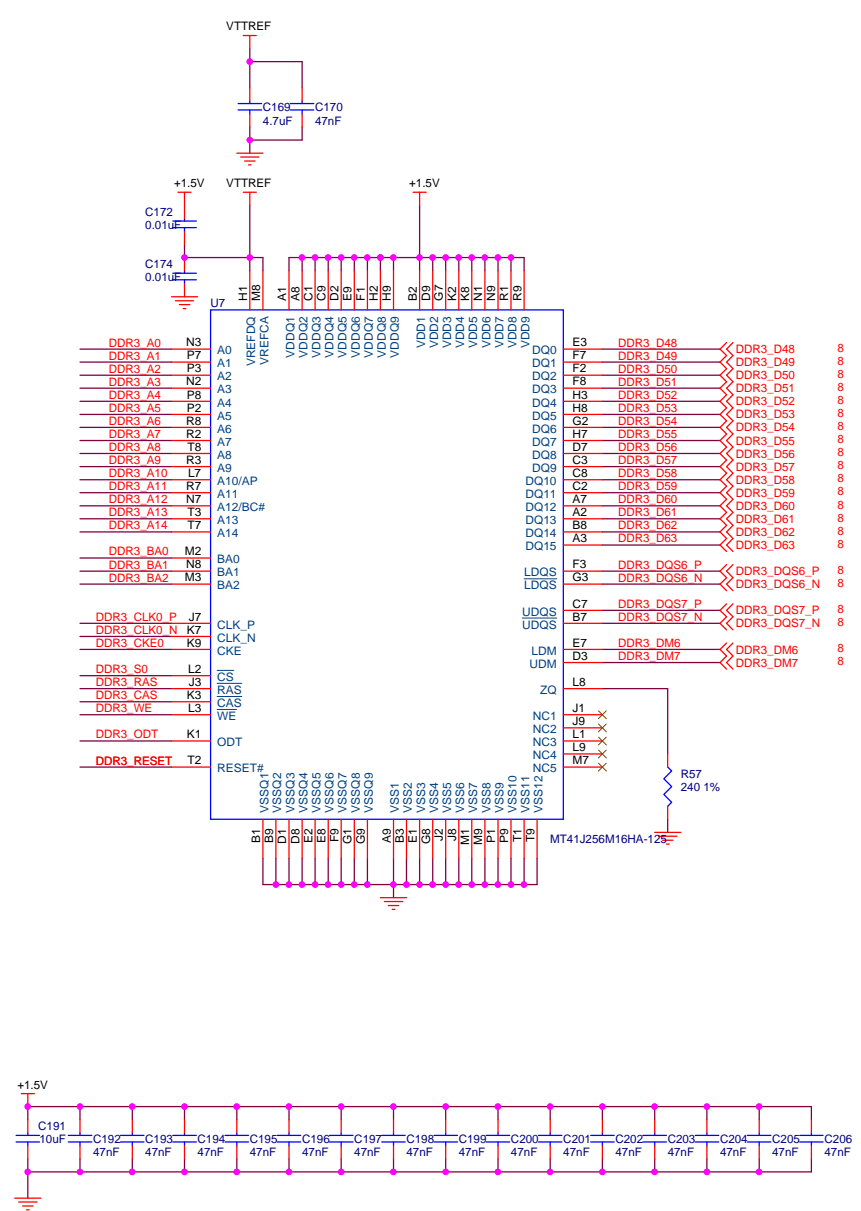 VTTREF
C169 C170
4.7uF 47nF
+1.5V VTTREF +1.5V
C172
0.01uF
C174
0.01uF
H1 M8 A1 A8 C1 C9 D2 E9 F1 H2 H9 B2 D9 G7 K2 K8 N1 N9 R1 R9
U7
VREFDQ VREFCA VDDQ1 VDDQ2 VDDQ3 VDDQ4 VDDQ5 VDDQ6 VDDQ7 VDDQ8 VDDQ9 VDD1 VDD2 VDD3 VDD4 VDD5 VDD6 VDD7 VDD8 VDD9
DDR3_A0 N3 A0 DQ0 E3 DDR3_D48 DDR3_D48 8
DDR3_A1 P7 A1 DQ1 F7 DDR3_D49 DDR3_D49 8
DDR3_A2 P3 A2 DQ2 F2 DDR3_D50 DDR3_D50 8
DDR3_A3 N2 A3 DQ3 F8 DDR3_D51 DDR3_D51 8
DDR3_A4 P8 A4 DQ4 H3 DDR3_D52 DDR3_D52 8
DDR3_A5 P2 A5 DQ5 H8 DDR3_D53 DDR3_D53 8
DDR3_A6 R8 A6 DQ6 G2 DDR3_D54 DDR3_D54 8
DDR3_A7 R2 A7 DQ7 H7 DDR3_D55 DDR3_D55 8
DDR3_A8 T8 A8 DQ8 D7 DDR3_D56 DDR3_D56 8
DDR3_A9 R3 A9 DQ9 C3 DDR3_D57 DDR3_D57 8
DDR3_A10 L7 A10/AP DQ10 C8 DDR3_D58 DDR3_D58 8
DDR3_A11 R7 A11 DQ11 C2 DDR3_D59 DDR3_D59 8
DDR3_A12 N7 A12/BC# DQ12 A7 DDR3_D60 DDR3_D60 8
DDR3_A13 T3 A13 DQ13 A2 DDR3_D61 DDR3_D61 8
DDR3_A14 T7 A14 DQ14 B8 DDR3_D62 DDR3_D62 8
DQ15 A3 DDR3_D63 DDR3_D63 8
DDR3_BA0 M2 BA0
DDR3_BA1 N8 BA1 LDQS F3 DDR3_DQS6_P DDR3_DQS6_P 8
DDR3_BA2 M3 BA2 LDQS G3 DDR3_DQS6_N DDR3_DQS6_N 8
UDQS C7 DDR3_DQS7_P DDR3_DQS7_P 8
DDR3_CLK0_P J7 CLK_P UDQS B7 DDR3_DQS7_N DDR3_DQS7_N 8
DDR3_CLK0_N K7 CLK_N
DDR3_CKE0 K9 CKE LDM E7 DDR3_DM6 DDR3_DM6 8
UDM D3 DDR3_DM7 DDR3_DM7 8
DDR3_S0 L2 CS
DDR3_RAS J3 RAS ZQ L8
DDR3_CAS K3 CAS
DDR3_WE L3 WE NC1 J1
NC2 J9
DDR3_ODT K1 ODT NC3 L1
NC4 L9
DDR3_RESET T2 RESET# NC5 M7
R57
240 1%
VSSQ1 VSSQ2 VSSQ3 VSSQ4 VSSQ5 VSSQ6 VSSQ7 VSSQ8 VSSQ9 VSS1 VSS2 VSS3 VSS4 VSS5 VSS6 VSS7 VSS8 VSS9 VSS10 VSS11 VSS12
B1 B9 D1 D8 E2 E8 F9 G1 G9 A9 B3 E1 G8 J2 J8 M1 M9 P1 P9 T1 T9
MT41J256M16HA-125
+1.5V
C191 C192 C193 C194 C195 C196 C197 C198 C199 C200 C201 C202 C203 C204 C205 C206
10uF 47nF 47nF 47nF 47nF 47nF 47nF 47nF 47nF 47nF 47nF 47nF 47nF 47nF 47nF 47nF